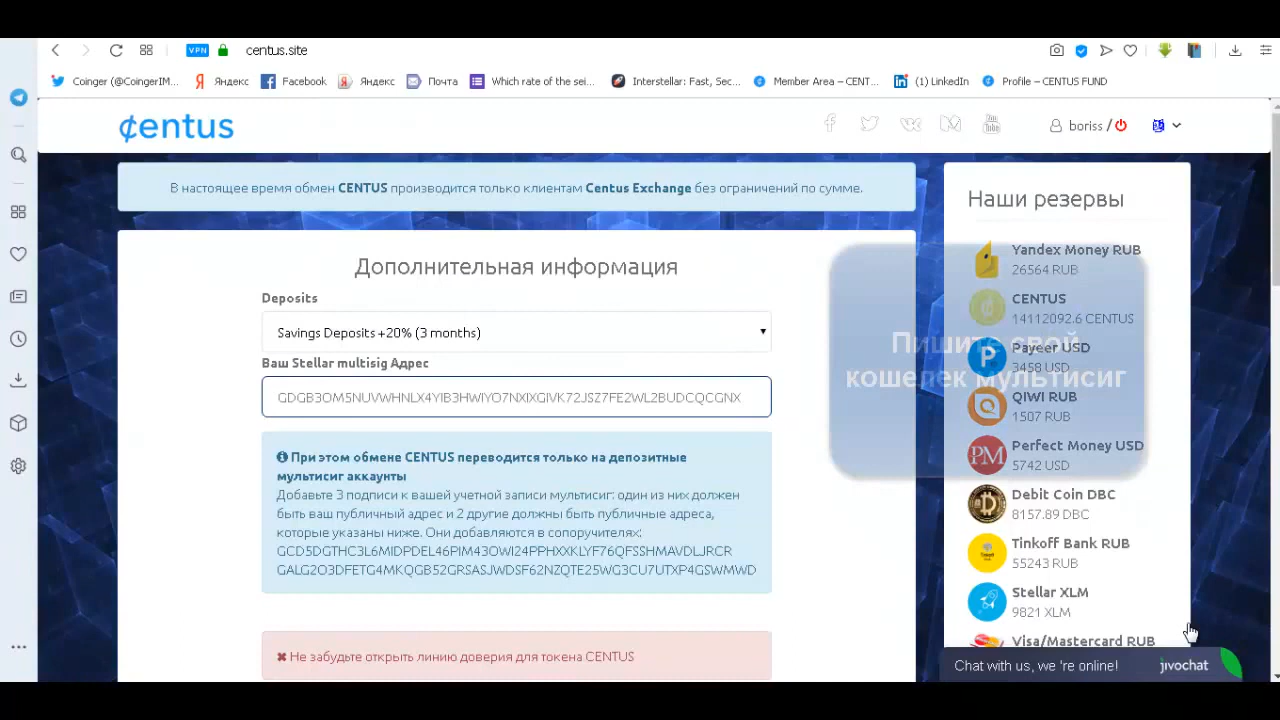 VPN
centus.site
Coinger (@CoingerIM...
Яндекс
Facebook
Яндекс
Почта
Which rate of the sei...
Interstellar: Fast, Sec...
Member Area – CENT...
(1) LinkedIn
Profile – CENTUS FUND
¢entus
boriss /
В настоящее время обмен CENTUS производится только клиентам Centus Exchange без ограничений по сумме.
Дополнительная информация
Deposits
Savings Deposits +20% (3 months)
Ваш Stellar multisig Адрес
GDGB3OM5NUVWHNLX4YIB3HWIYO7NXIXGIVK72JSZ7FE2WL2BUDCQCGNX
При этом обмене CENTUS переводится только на депозитные
мультисиг аккаунты
Добавьте 3 подписи к вашей учетной записи мультисиг: один из них должен
быть ваш публичный адрес и 2 другие должны быть публичные адреса,
которые указаны ниже. Они добавляются в сопоручителях:
GCD5DGTHC3L6MIDPDEL46PIM43OWI24PPHXXKLYF76QFSSHMAVDLJRCR
GALG2O3DFETG4MKQGB52GRSASJWDSF62NZQTE25WG3CU7UTXP4GSWMWD
Не забудьте открыть линию доверия для токена CENTUS
Наши резервы
Yandex Money RUB
26564 RUB
CENTUS
14112092.6 CENTUS
Payeer USD
3458 USD
QIWI RUB
1507 RUB
Perfect Money USD
5742 USD
Debit Coin DBC
8157.89 DBC
Tinkoff Bank RUB
55243 RUB
Stellar XLM
9821 XLM
Visa/Mastercard RUB
Пишите свой
кошелек мультисиг
Chat with us, we 're online!
jivochat